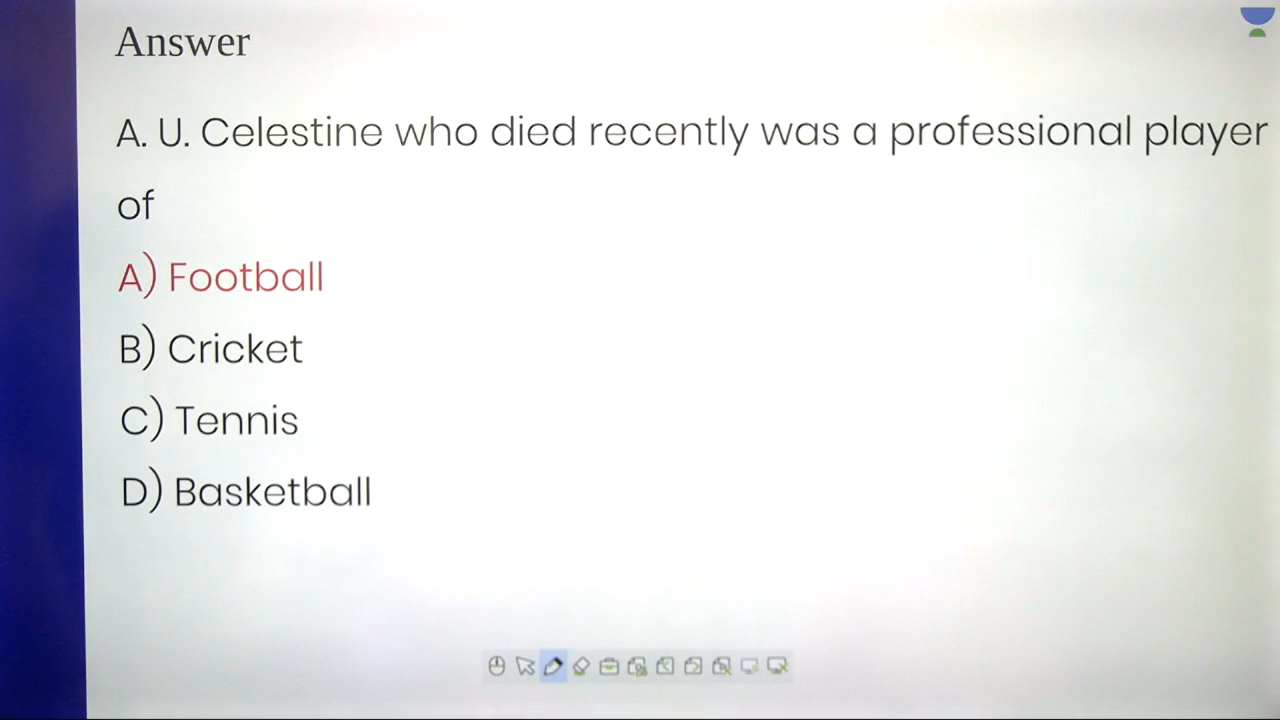 Answer
A. U. Celestine who died recently was a professional player
of
A) Football
B) Cricket
C) Tennis
D) Basketball